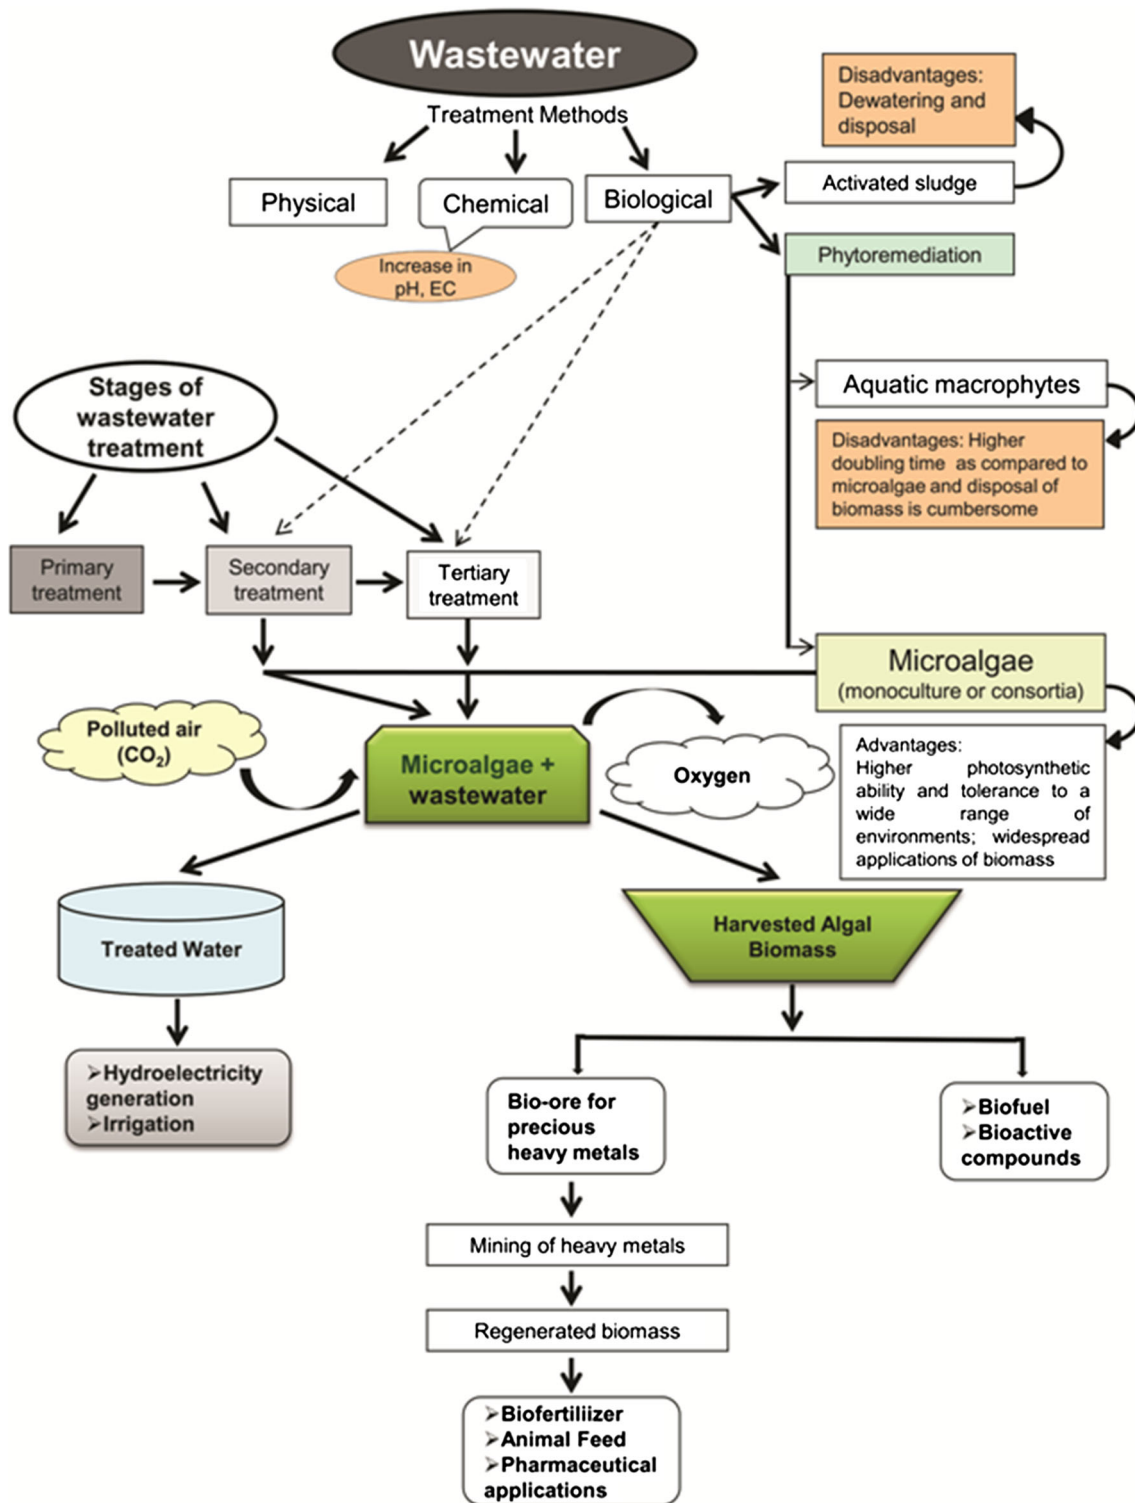 Wastewater
Treatment Methods
Physical
Chemical
Biological
Increase in
pH, EC
Disadvantages:
Dewatering and
disposal
Activated sludge
Phytoremediation
Aquatic macrophytes
Disadvantages: Higher
doubling time as compared to
microalgae and disposal of
biomass is cumbersome
Stages of
wastewater
treatment
Primary
treatment
Secondary
treatment
Tertiary
treatment
Microalgae
(monoculture or consortia)
Advantages:
Higher photosynthetic
ability and tolerance to a
wide range of
environments; widespread
applications of biomass
Polluted air
(CO₂)
Microalgae +
wastewater
Oxygen
Treated Water
➢Hydroelectricity
generation
➢Irrigation
Harvested Algal
Biomass
Bio-ore for
precious
heavy metals
➢Biofuel
➢Bioactive
compounds
Mining of heavy metals
Regenerated biomass
➢Biofertiliizer
➢Animal Feed
➢Pharmaceutical
applications